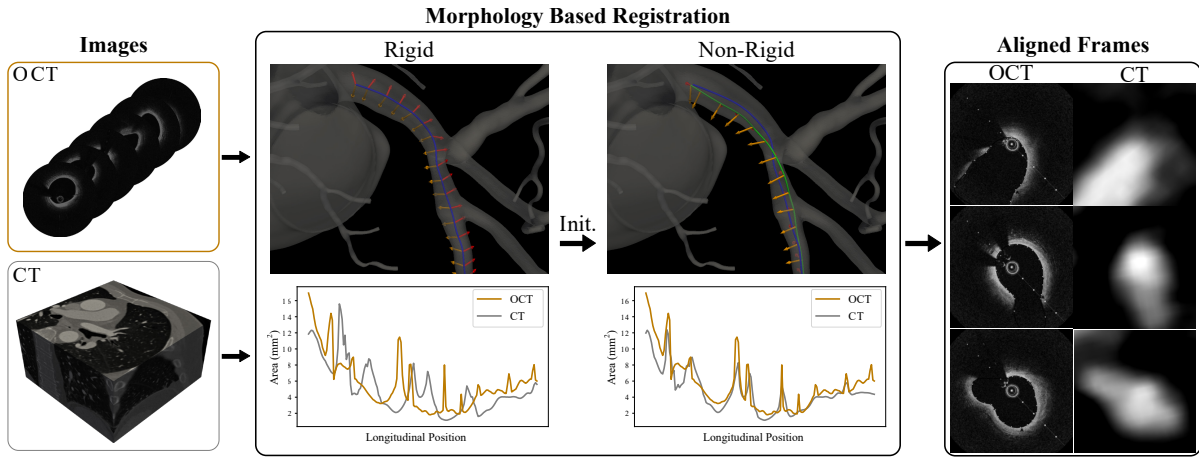 Morphology Based Registration
Images
Rigid
Non-Rigid
Aligned Frames
OCT
CT
OCT
CT
Init.
Area (mm²)
16
14
12
10
8
6
4
2
OCT
CT
Longitudinal Position
Area (mm²)
16
14
12
10
8
6
4
2
OCT
CT
Longitudinal Position